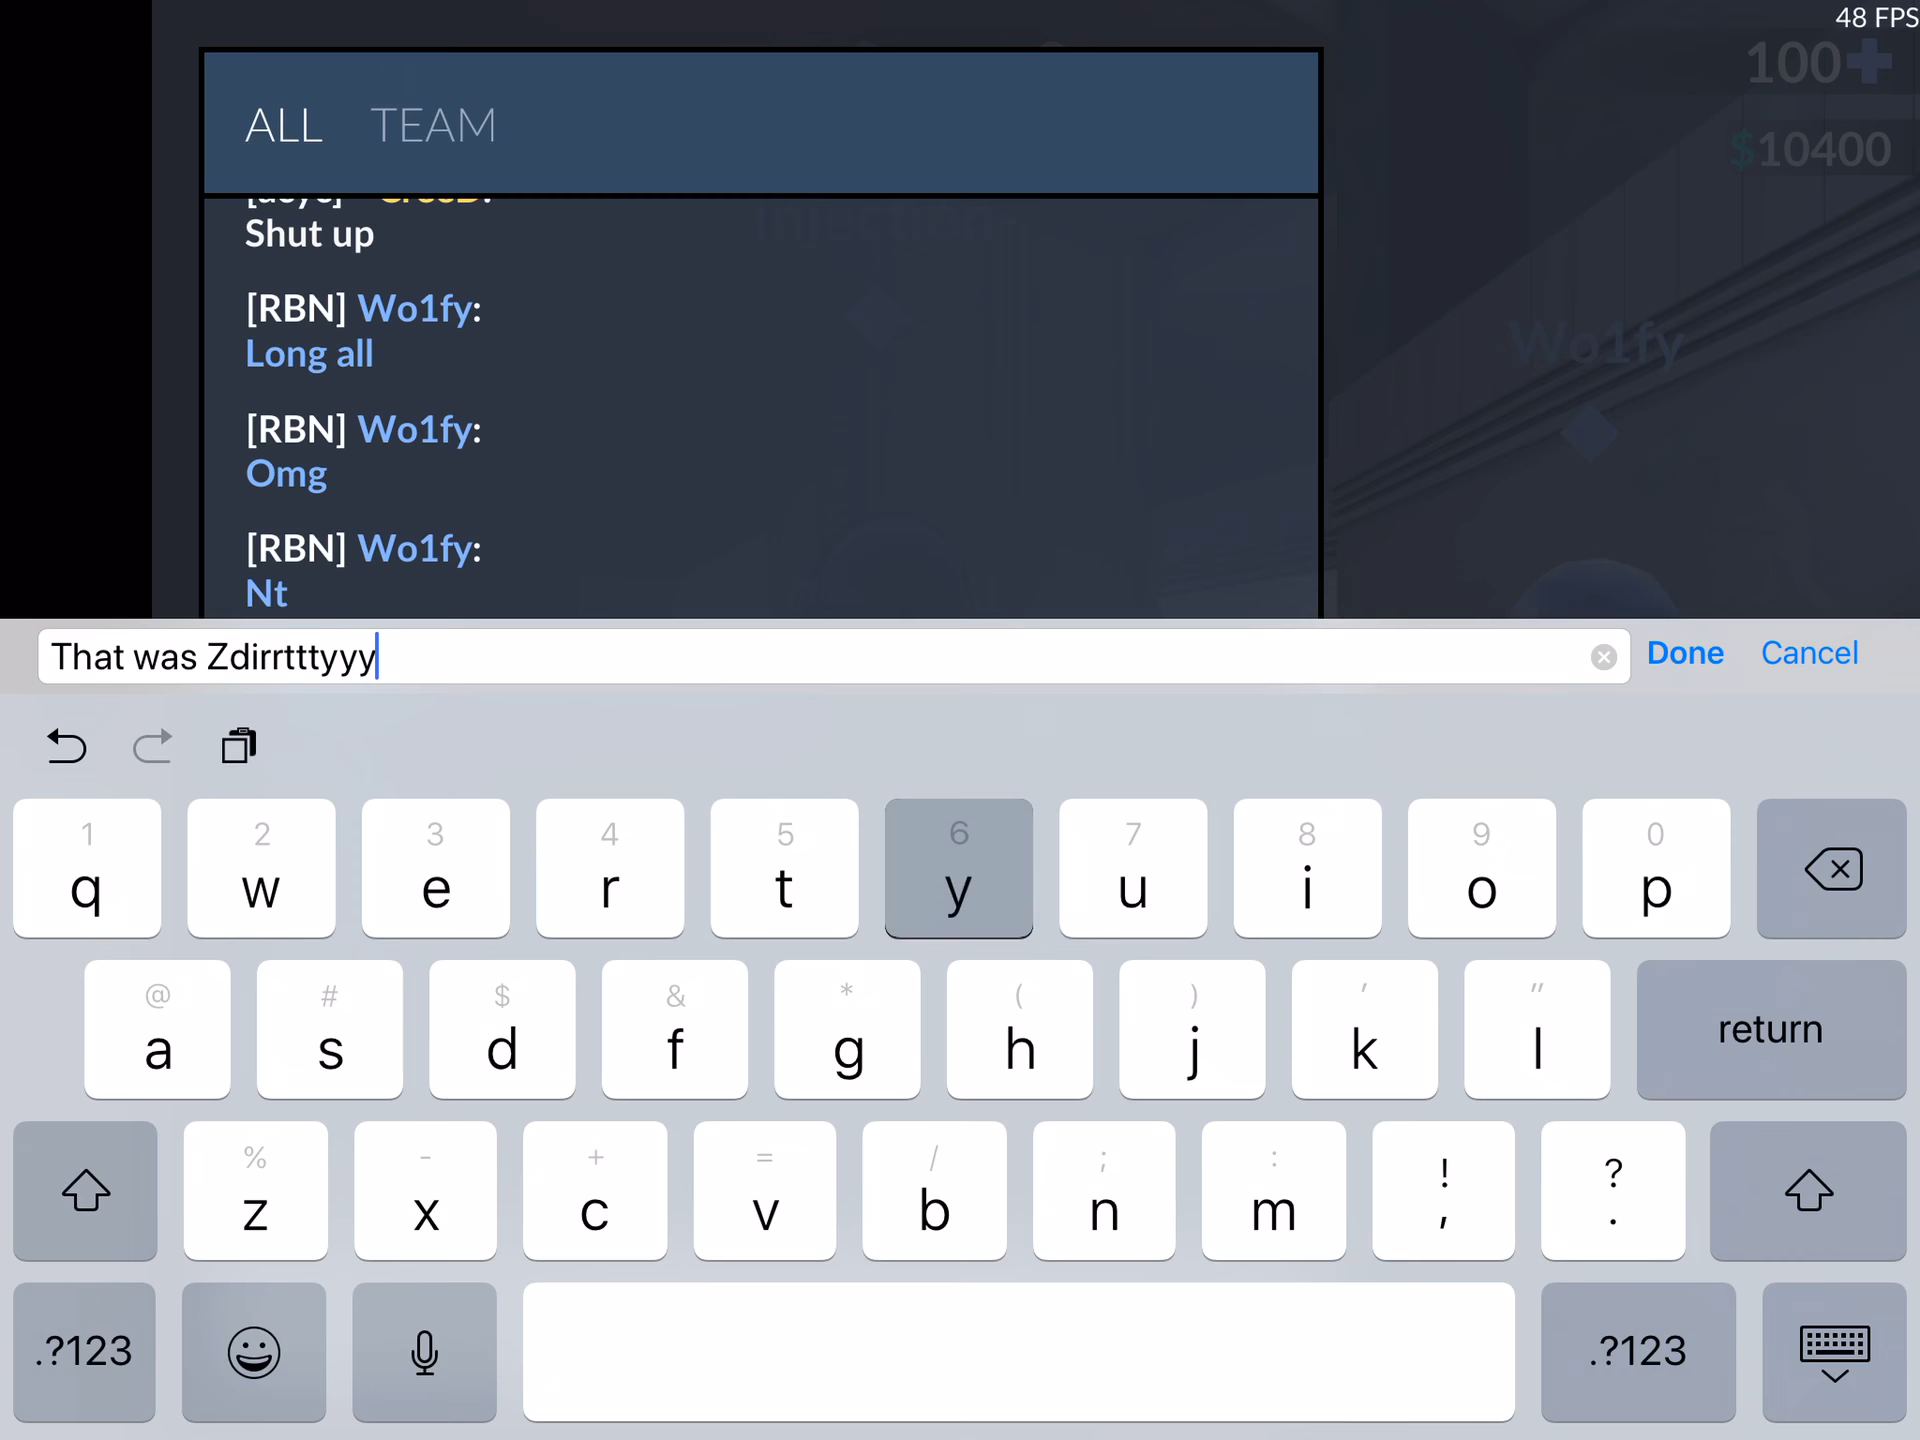 48 FPS
100
$10400
ALL TEAM
Shut up
[RBN] Wo1fy:
Long all
Wo1fy
[RBN] Wo1fy:
Omg
[RBN] Wo1fy:
Nt
That was Zdirrtttyyy
Done Cancel
1 2 3 4 5 6 7 8 9 0
q w e r t y u i o p
@ # $ & * ( ) ' "
a s d f g h j k l return
% - + = / ; : ! ?
z x c v b n m , .
.?123 .?123